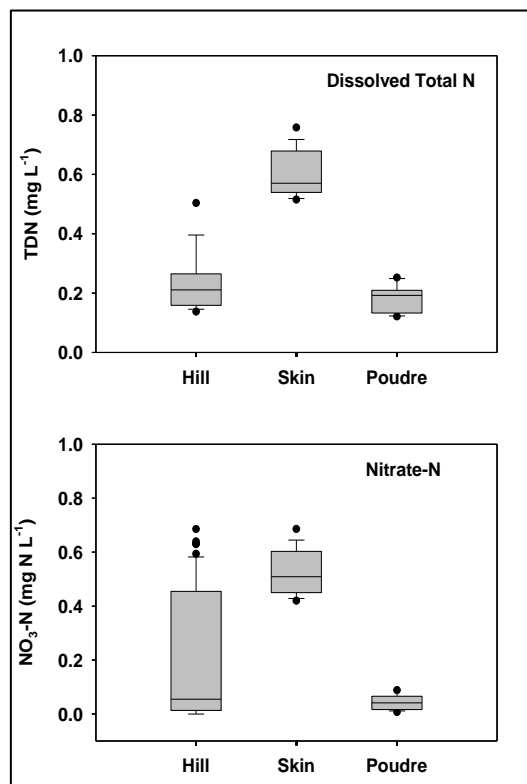 Dissolved Total N
TDN (mg L⁻¹)
1.0
0.8
0.6
0.4
0.2
0.0
Hill Skin Poudre
Nitrate-N
NO₃-N (mg N L⁻¹)
1.0
0.8
0.6
0.4
0.2
0.0
Hill Skin Poudre